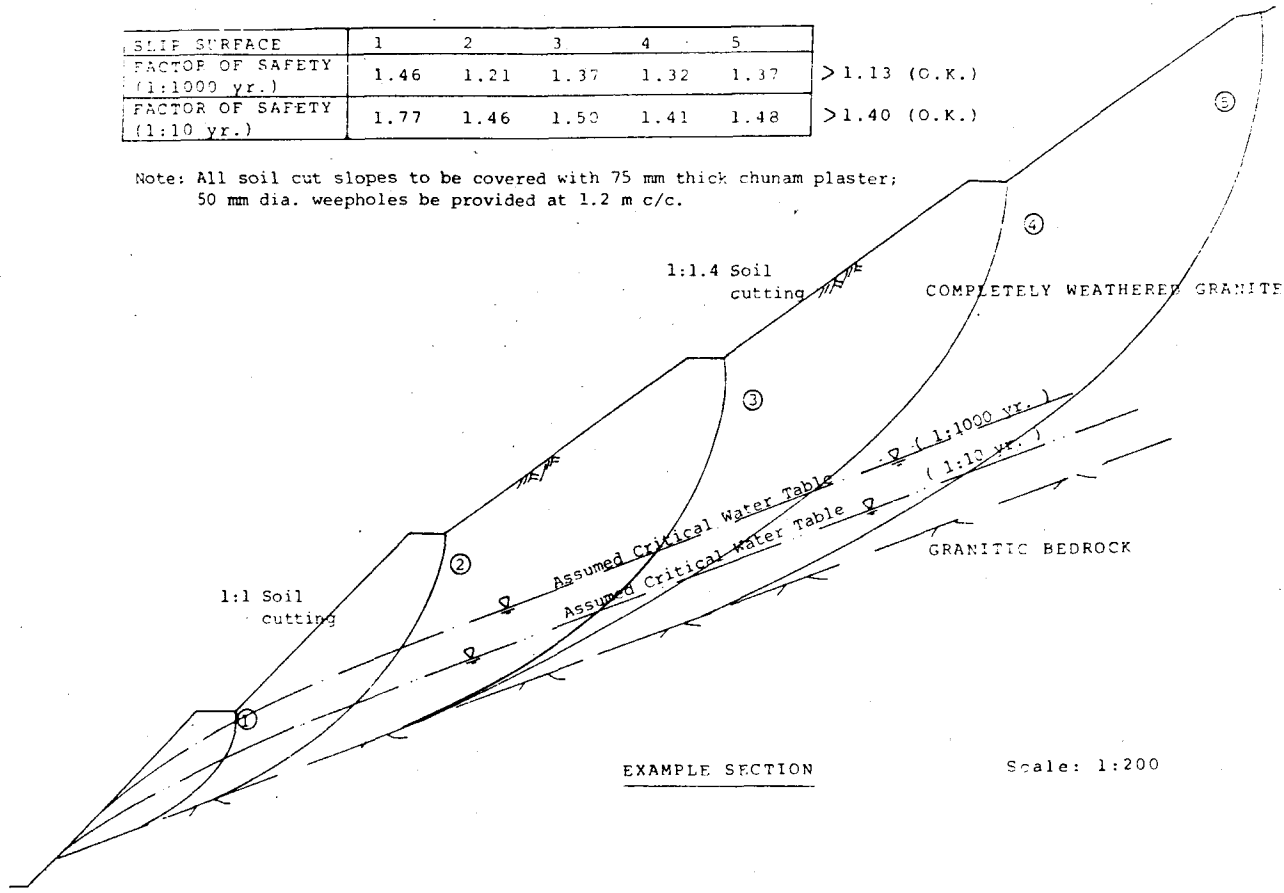 SLIP SURFACE 1 2 3 4 5
FACTOR OF SAFETY (1:1000 yr.) 1.46 1.21 1.37 1.32 1.37 >1.13 (O.K.)
FACTOR OF SAFETY (1:10 yr.) 1.77 1.46 1.50 1.41 1.48 >1.40 (O.K.)
Note: All soil cut slopes to be covered with 75 mm thick chunam plaster;
50 mm dia. weepholes be provided at 1.2 m c/c.
5
4
1:1.4 Soil
cutting
COMPLETELY WEATHERED GRANITE
3
Assumed Critical Water Table (1:1000 yr.)
Assumed Critical Water Table (1:10 yr.)
GRANITIC BEDROCK
2
1:1 Soil
cutting
1
EXAMPLE SECTION
Scale: 1:200